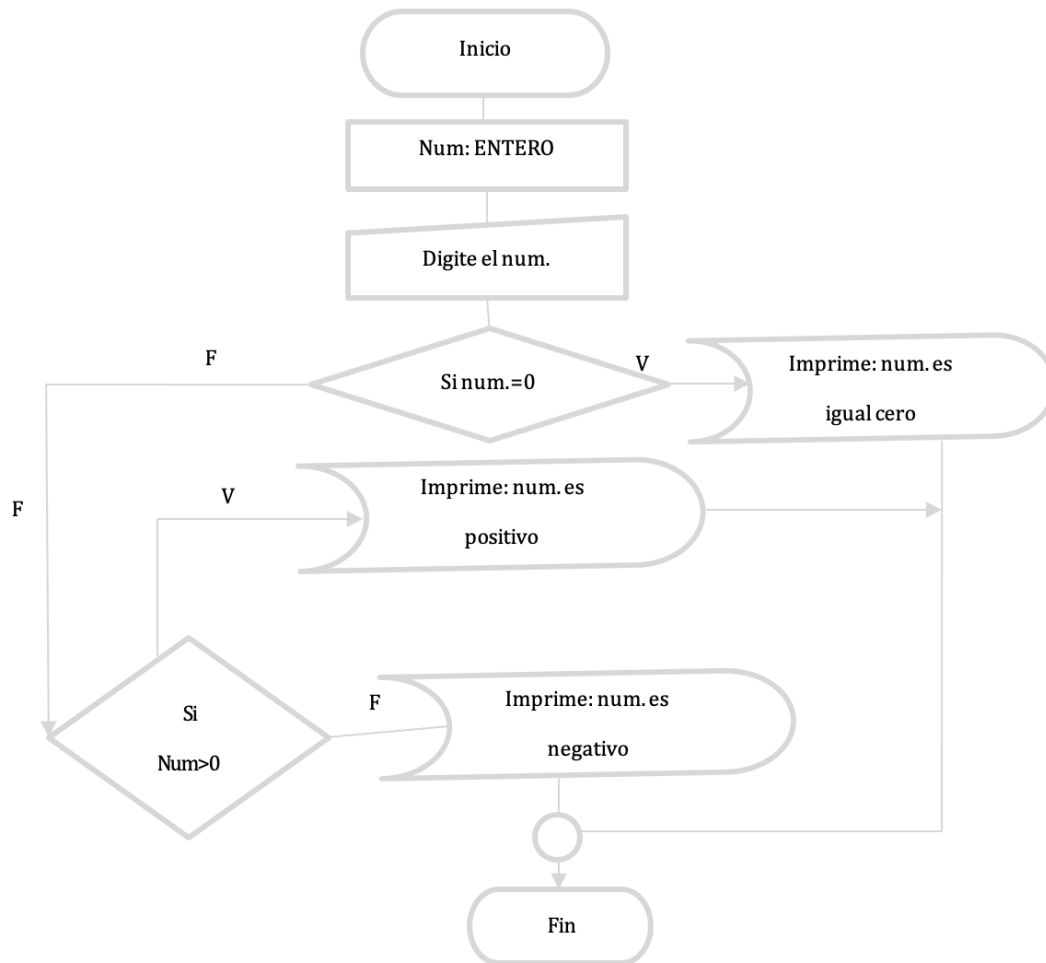 Inicio
Num: ENTERO
Digite el num.
F
Si num.=0
V
Imprime: num. es
igual cero
F
V
Imprime: num. es
positivo
Si
Num>0
F
Imprime: num. es
negativo
Fin